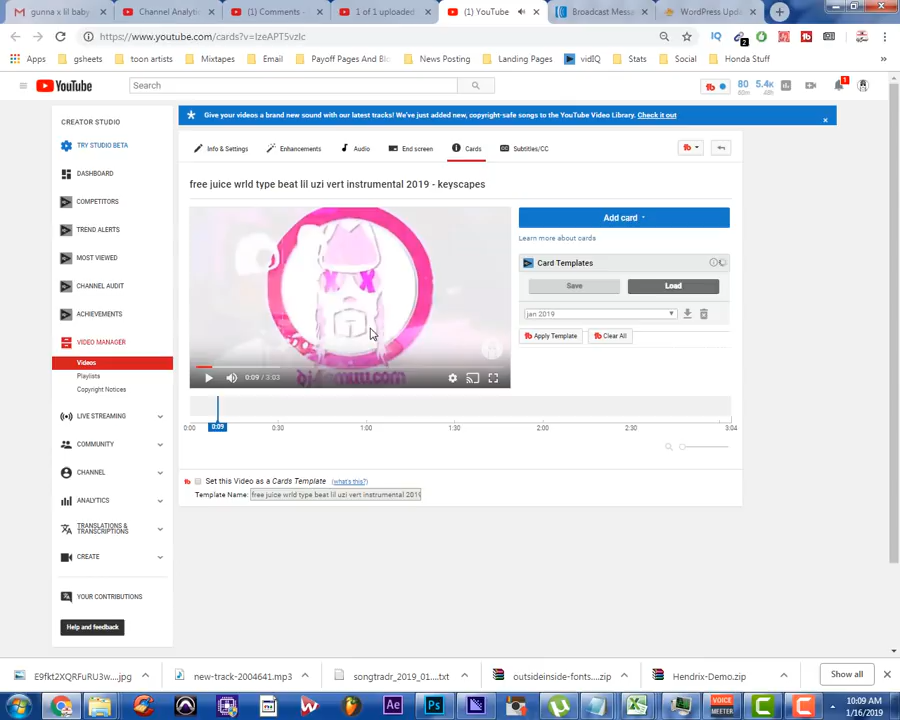 gunna x lil baby
Channel Analytic
(1) Comments -
1 of 1 uploaded
(1) YouTube
Broadcast Mess
WordPress Upd
https://www.youtube.com/cards?v=IzeAPT5vzIc
Apps
gsheets
toon artists
Mixtapes
Email
Payoff Pages And B
News Posting
Landing Pages
vidIQ
Stats
Social
Honda Stuff
YouTube
Search
80
60m
5.4K
48h
1
CREATOR STUDIO
Give your videos a brand new sound with our latest tracks! We've just added new, copyright-safe songs to the YouTube Video Library. Check it out
TRY STUDIO BETA
DASHBOARD
COMPETITORS
TREND ALERTS
MOST VIEWED
CHANNEL AUDIT
ACHIEVEMENTS
VIDEO MANAGER
Videos
Playlists
Copyright Notices
LIVE STREAMING
COMMUNITY
CHANNEL
ANALYTICS
TRANSLATIONS &
TRANSCRIPTIONS
CREATE
YOUR CONTRIBUTIONS
Help and feedback
Info & Settings
Enhancements
Audio
End screen
Cards
Subtitles/CC
free juice wrld type beat lil uzi vert instrumental 2019 - keyscapes
0:09 / 3:03
Add card
Learn more about cards
Card Templates
Save
Load
jan 2019
Apply Template
Clear All
0:00
0:09
0:30
1:00
1:30
2:00
2:30
3:04
Set this Video as a Cards Template (what's this?)
Template Name: free juice wrld type beat lil uzi vert instrumental 2019
E9fkt2XQRFuRU3w....jpg
new-track-2004641.mp3
songtradr_2019_01....txt
outsideinside-fonts....zip
Hendrix-Demo.zip
Show all
VOICE
MEETER
10:09 AM
1/16/2019